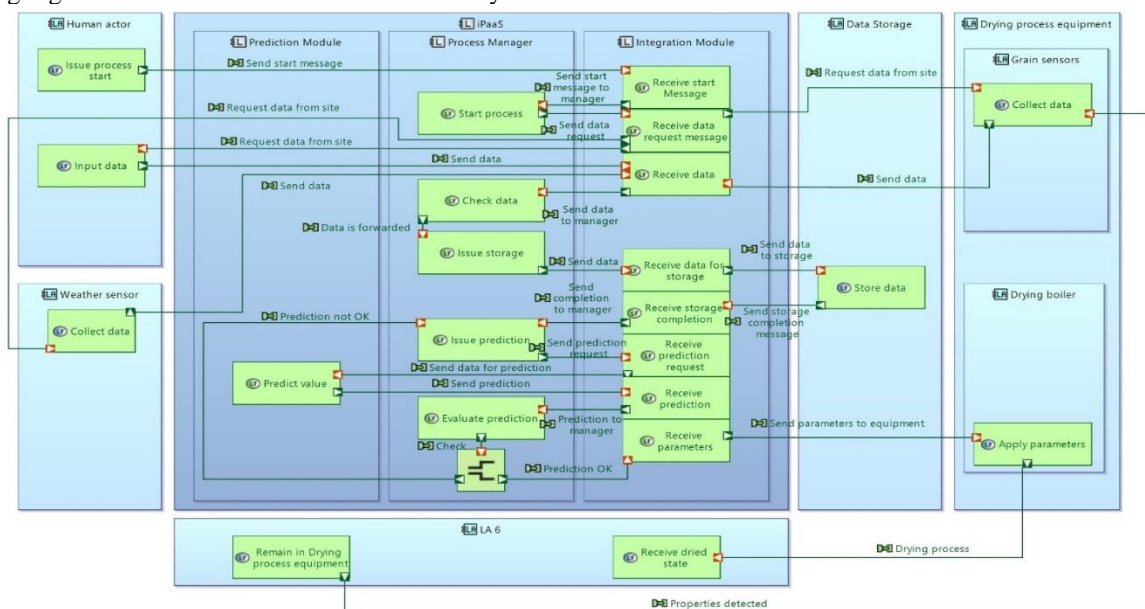 LA Human actor
L iPaaS
LA Data Storage
LA Drying process equipment
L Prediction Module
L Process Manager
L Integration Module
LA Grain sensors
Issue process
start
Send start message
Send start
message to
manager
Receive start
Message
Request data from site
Collect data
Request data from site
Start process
Send data
request
Receive data
request message
Request data from site
Input data
Send data
Receive data
Send data
Send data
Check data
Send data
to manager
Data is forwarded
Issue storage
Send data
Receive data for
storage
Send data
to storage
Store data
LA Weather sensor
Collect data
Send
completion
to manager
Receive storage
completion
Send storage
completion
message
LA Drying boiler
Prediction not OK
Issue prediction
Send prediction
request
Receive
prediction
request
Send data for prediction
Predict value
Send prediction
Receive
prediction
Evaluate prediction
Prediction to
manager
Receive
parameters
Send parameters to equipment
Apply parameters
Check
Prediction OK
LA LA 6
Remain in Drying
process equipment
Receive dried
state
Drying process
Properties detected